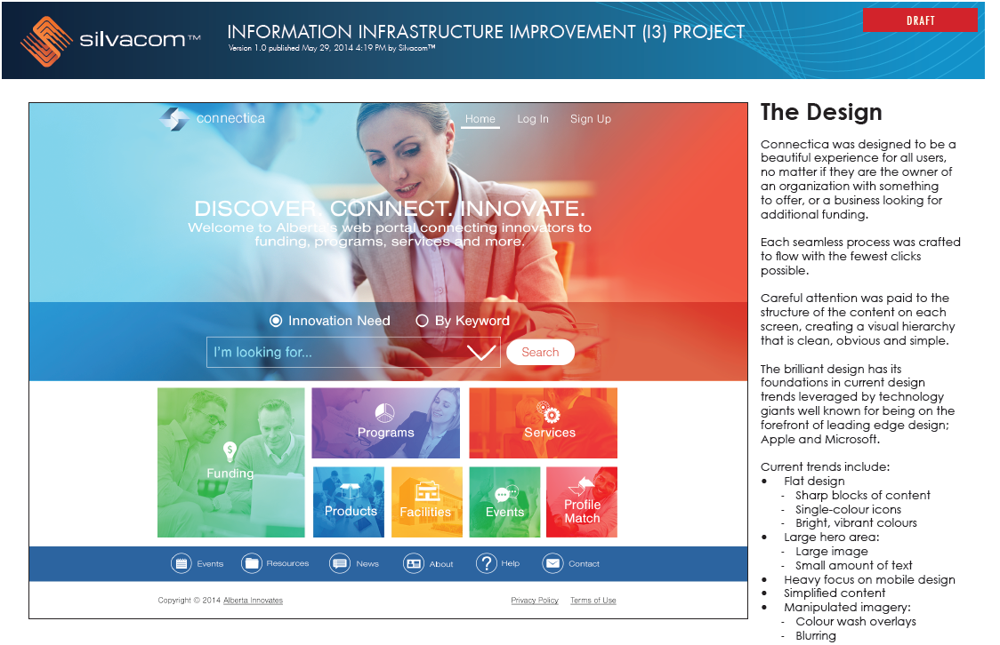 silvacom™
INFORMATION INFRASTRUCTURE IMPROVEMENT (I3) PROJECT
Version 1.0 published May 29, 2014 4:19 PM by Silvacom™
DRAFT
connectica
Home Log In Sign Up
DISCOVER. CONNECT. INNOVATE.
Welcome to Alberta's web portal connecting innovators to
funding, programs, services and more.
Innovation Need By Keyword
I'm looking for...
Search
Funding
Programs
Services
Products
Facilities
Events
Profile
Match
Events Resources News About Help Contact
Copyright © 2014 Alberta Innovates
Privacy Policy Terms of Use
The Design
Connectica was designed to be a
beautiful experience for all users,
no matter if they are the owner of
an organization with something
to offer, or a business looking for
additional funding.
Each seamless process was crafted
to flow with the fewest clicks
possible.
Careful attention was paid to the
structure of the content on each
screen, creating a visual hierarchy
that is clean, obvious and simple.
The brilliant design has its
foundations in current design
trends leveraged by technology
giants well known for being on the
forefront of leading edge design;
Apple and Microsoft.
Current trends include:
• Flat design
- Sharp blocks of content
- Single-colour icons
- Bright, vibrant colours
• Large hero area:
- Large image
- Small amount of text
• Heavy focus on mobile design
• Simplified content
• Manipulated imagery:
- Colour wash overlays
- Blurring